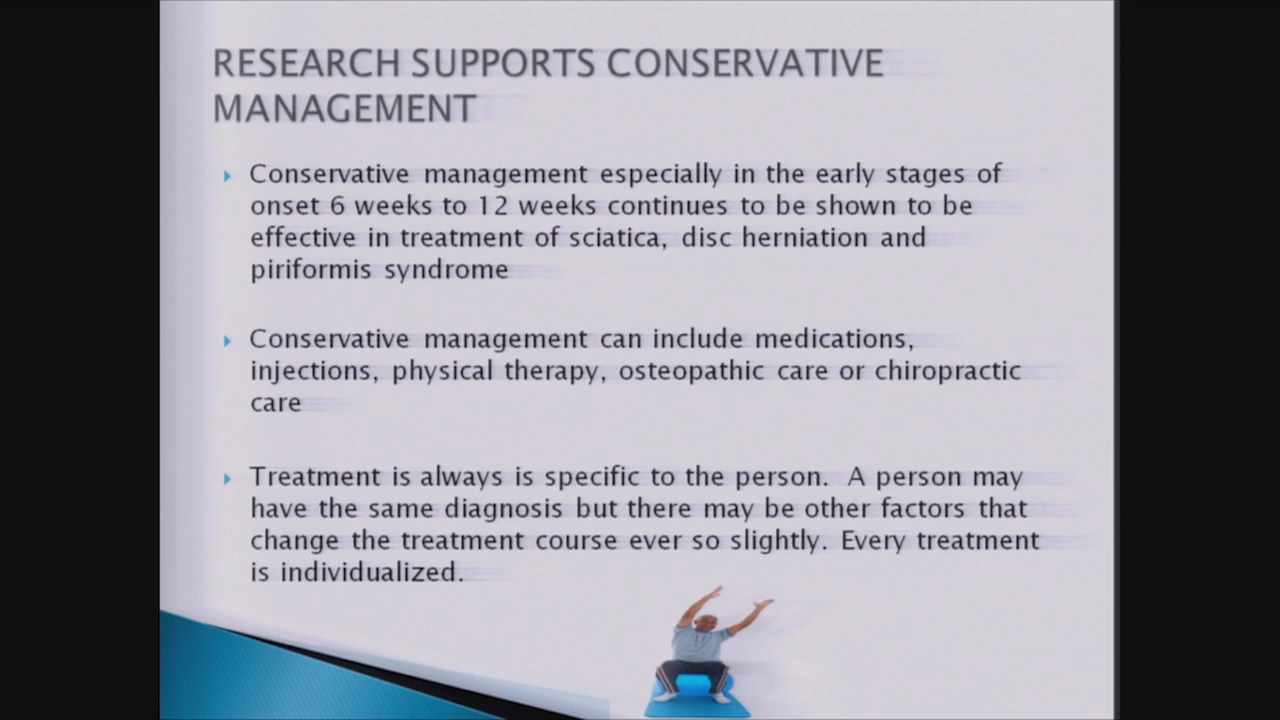 RESEARCH SUPPORTS CONSERVATIVE
MANAGEMENT
Conservative management especially in the early stages of
onset 6 weeks to 12 weeks continues to be shown to be
effective in treatment of sciatica, disc herniation and
piriformis syndrome
Conservative management can include medications,
injections, physical therapy, osteopathic care or chiropractic
care
Treatment is always is specific to the person. A person may
have the same diagnosis but there may be other factors that
change the treatment course ever so slightly. Every treatment
is individualized.